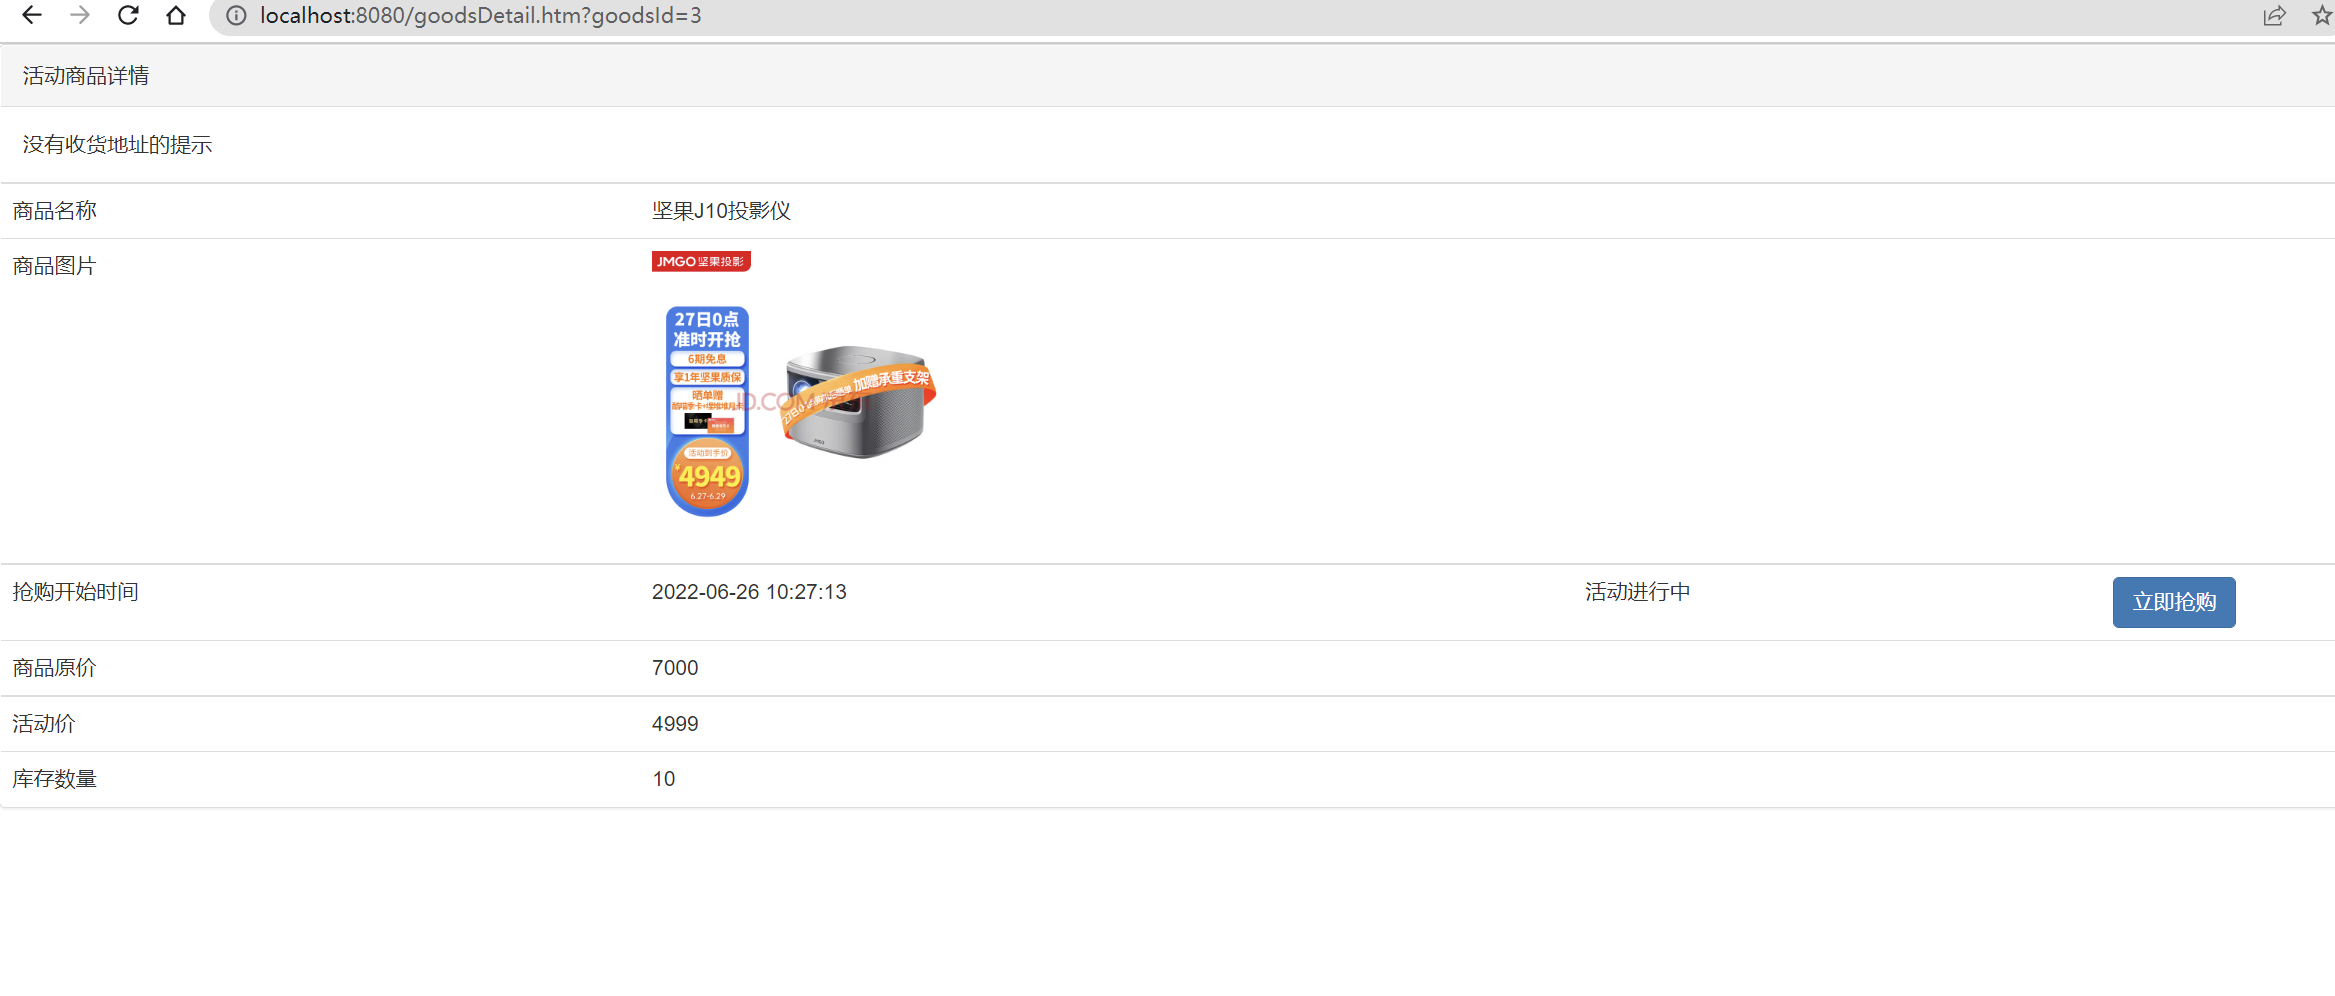 localhost:8080/goodsDetail.htm?goodsId=3
活动商品详情
没有收货地址的提示
商品名称 坚果J10投影仪
商品图片
JMGO 坚果投影
27日0点
准时开抢
6期免息
享1年坚果质保
晒单赠
活动到手价
¥4949
6.27-6.29
加赠承重支架
JD.COM
抢购开始时间 2022-06-26 10:27:13 活动进行中 立即抢购
商品原价 7000
活动价 4999
库存数量 10